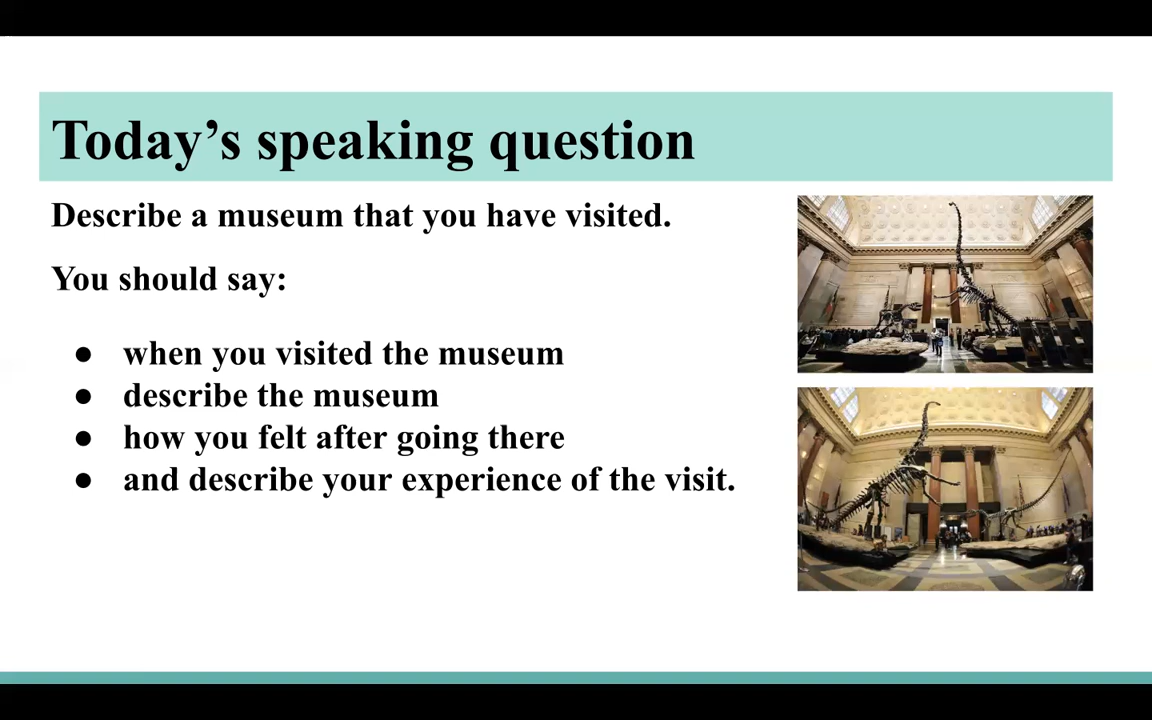 Today’s speaking question
Describe a museum that you have visited.
You should say:
● when you visited the museum
● describe the museum
● how you felt after going there
● and describe your experience of the visit.